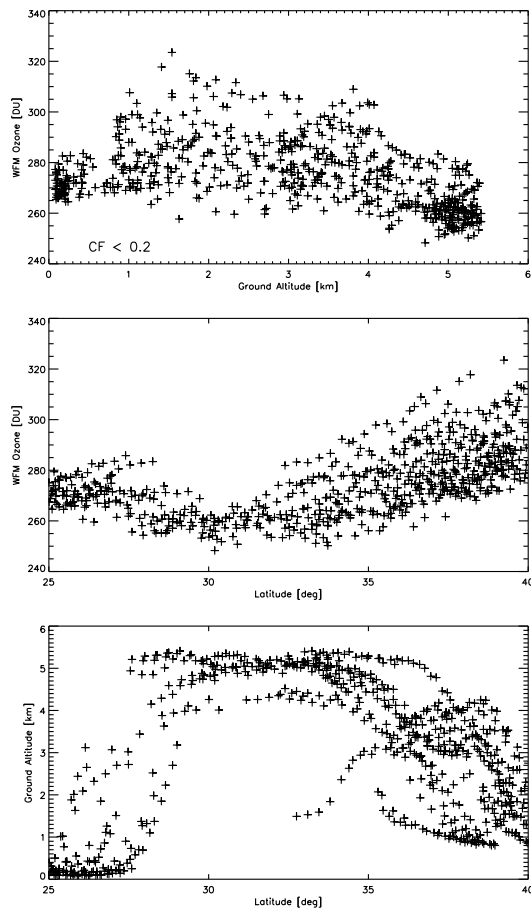 340
320
300
280
260
240
WFM Ozone [DU]
CF < 0.2
0 1 2 3 4 5 6
Ground Altitude [km]
340
320
300
280
260
240
WFM Ozone [DU]
25 30 35 40
Latitude [deg]
6
5
4
3
2
1
0
Ground Altitude [km]
25 30 35 40
Latitude [deg]